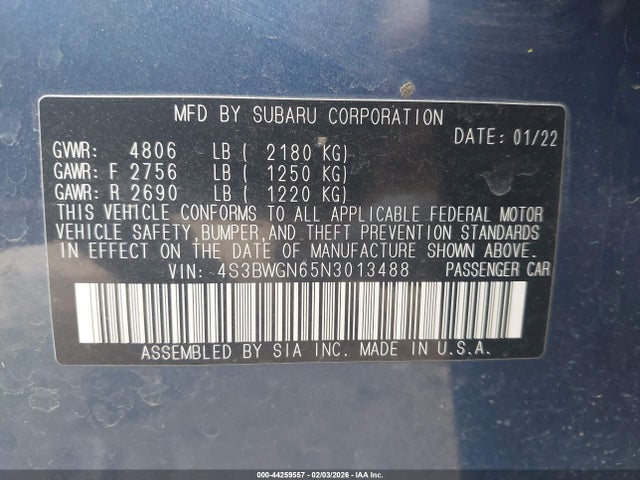 MFD BY SUBARU CORPORATION
DATE: 01/22
GVWR: 4806 LB ( 2180 KG)
GAWR: F 2756 LB ( 1250 KG)
GAWR: R 2690 LB ( 1220 KG)
THIS VEHICLE CONFORMS TO ALL APPLICABLE FEDERAL MOTOR
VEHICLE SAFETY, BUMPER, AND THEFT PREVENTION STANDARDS
IN EFFECT ON THE DATE OF MANUFACTURE SHOWN ABOVE.
VIN: 4S3BWGN65N3013488 PASSENGER CAR
ASSEMBLED BY SIA INC. MADE IN U.S.A.
000-44259557 - 02/03/2026 - IAA Inc.